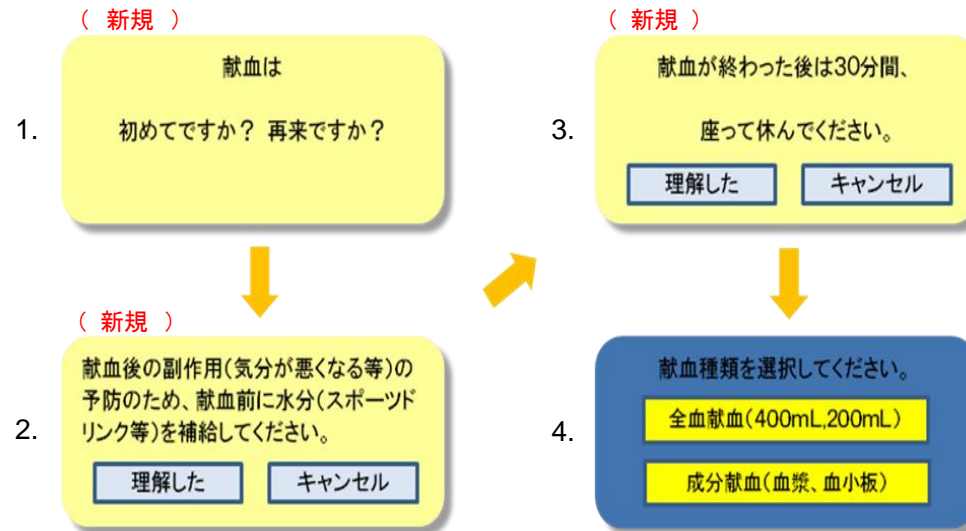 （ 新規 ）
1.
献血は
初めてですか？ 再来ですか？
（ 新規 ）
2.
献血後の副作用(気分が悪くなる等)の
予防のため、献血前に水分(スポーツド
リンク等)を補給してください。
理解した
キャンセル
（ 新規 ）
3.
献血が終わった後は30分間、
座って休んでください。
理解した
キャンセル
4.
献血種類を選択してください。
全血献血(400mL,200mL)
成分献血(血漿、血小板)